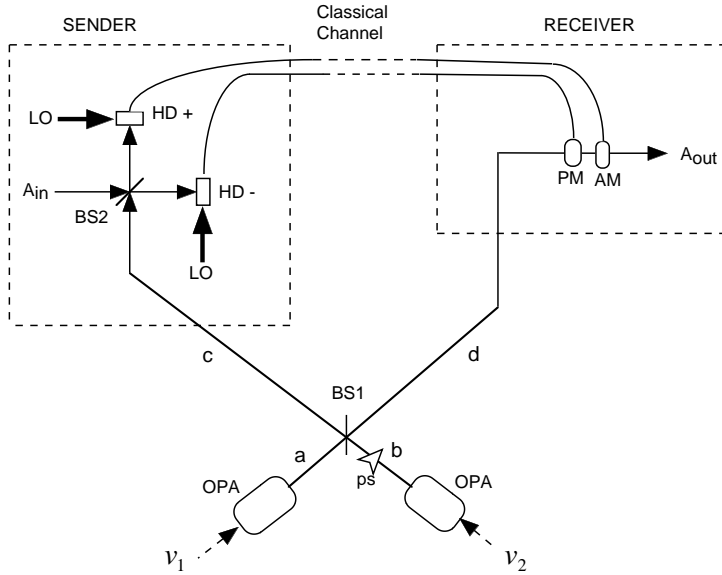 SENDER
Classical
Channel
RECEIVER
LO
HD +
A_in
BS2
HD -
LO
PM
AM
A_out
c
d
BS1
a
b
ps
OPA
OPA
v_1
v_2